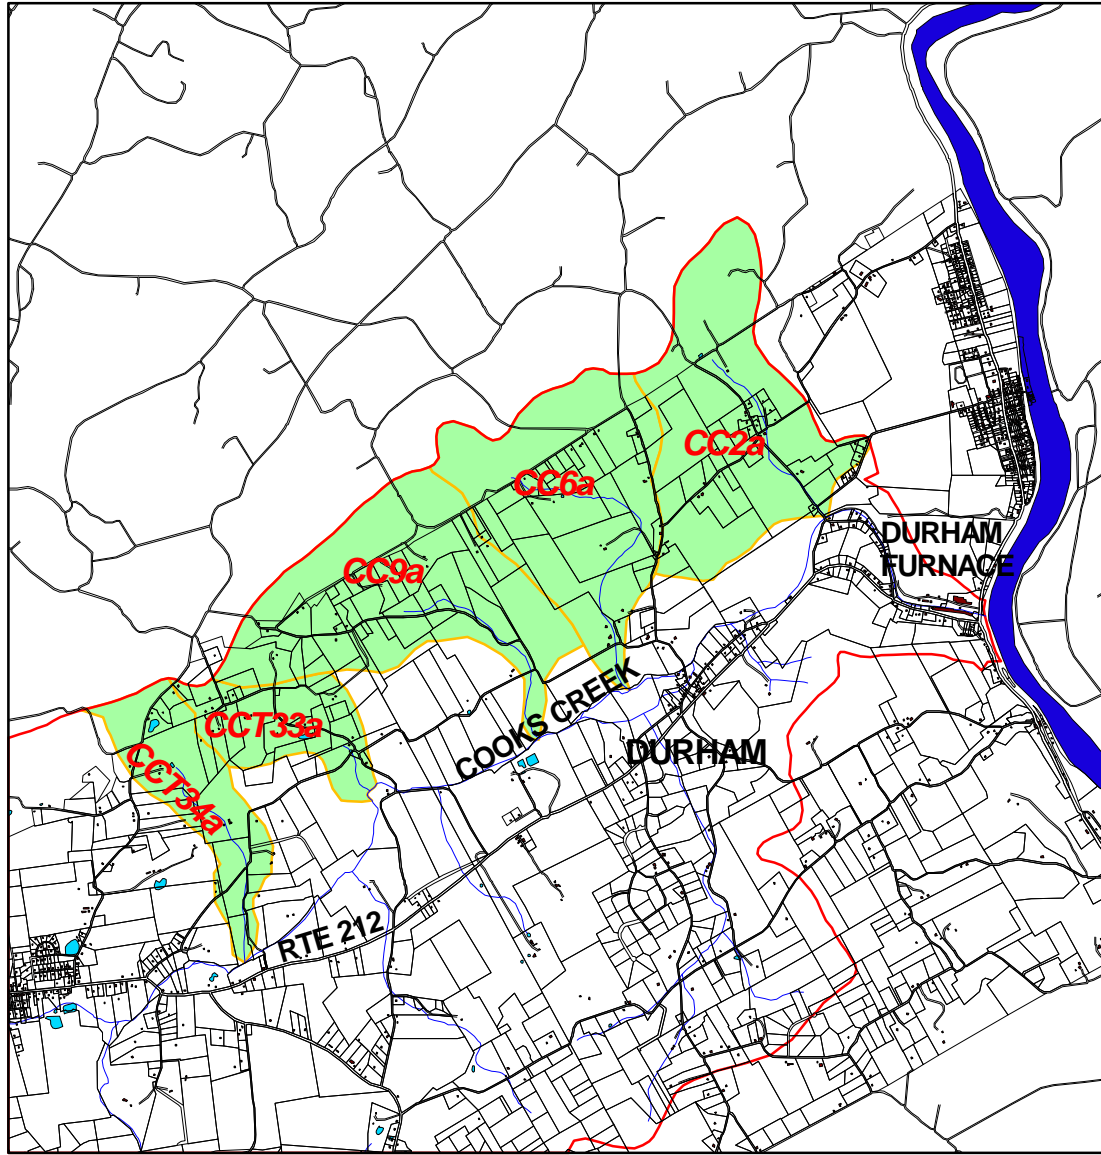 CC2a
CC6a
DURHAM
FURNACE
CC9a
COOKS CREEK
CCT33a
DURHAM
CCT34a
RTE 212